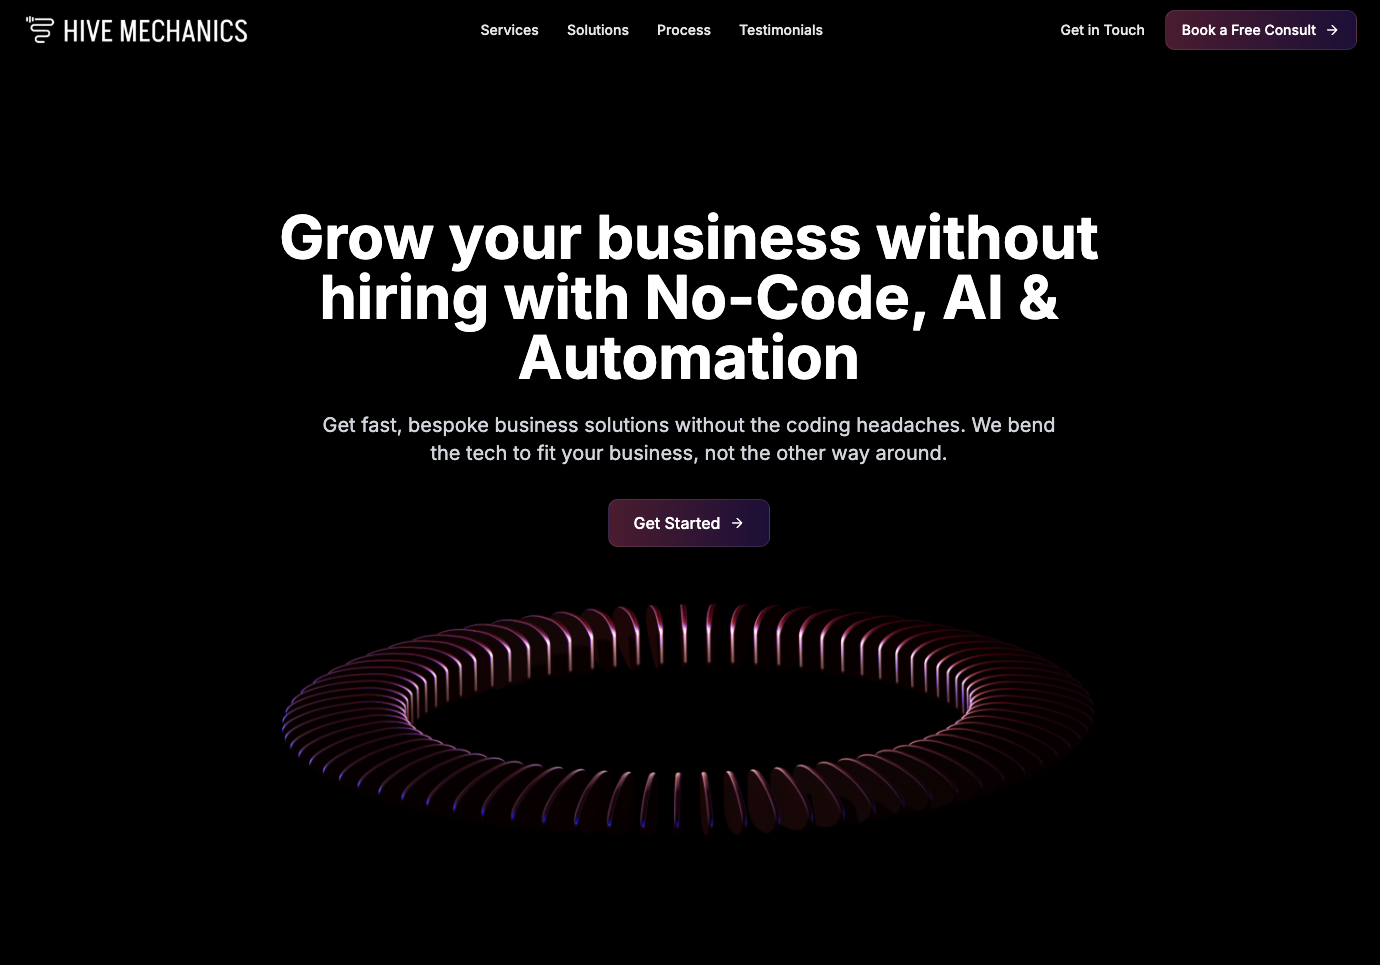 HIVE MECHANICS
Services
Solutions
Process
Testimonials
Get in Touch
Book a Free Consult
Grow your business without
hiring with No-Code, AI &
Automation
Get fast, bespoke business solutions without the coding headaches. We bend
the tech to fit your business, not the other way around.
Get Started